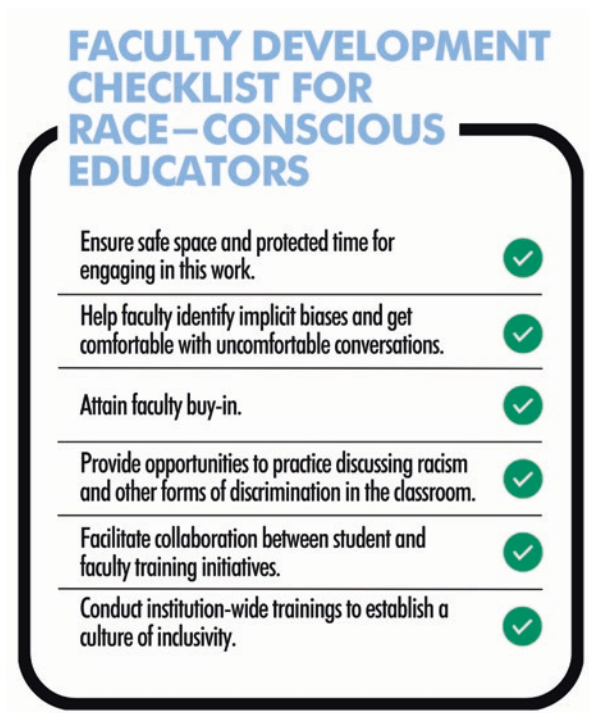 FACULTY DEVELOPMENT
CHECKLIST FOR
RACE–CONSCIOUS
EDUCATORS
Ensure safe space and protected time for
engaging in this work.
Help faculty identify implicit biases and get
comfortable with uncomfortable conversations.
Attain faculty buy-in.
Provide opportunities to practice discussing racism
and other forms of discrimination in the classroom.
Facilitate collaboration between student and
faculty training initiatives.
Conduct institution-wide trainings to establish a
culture of inclusivity.